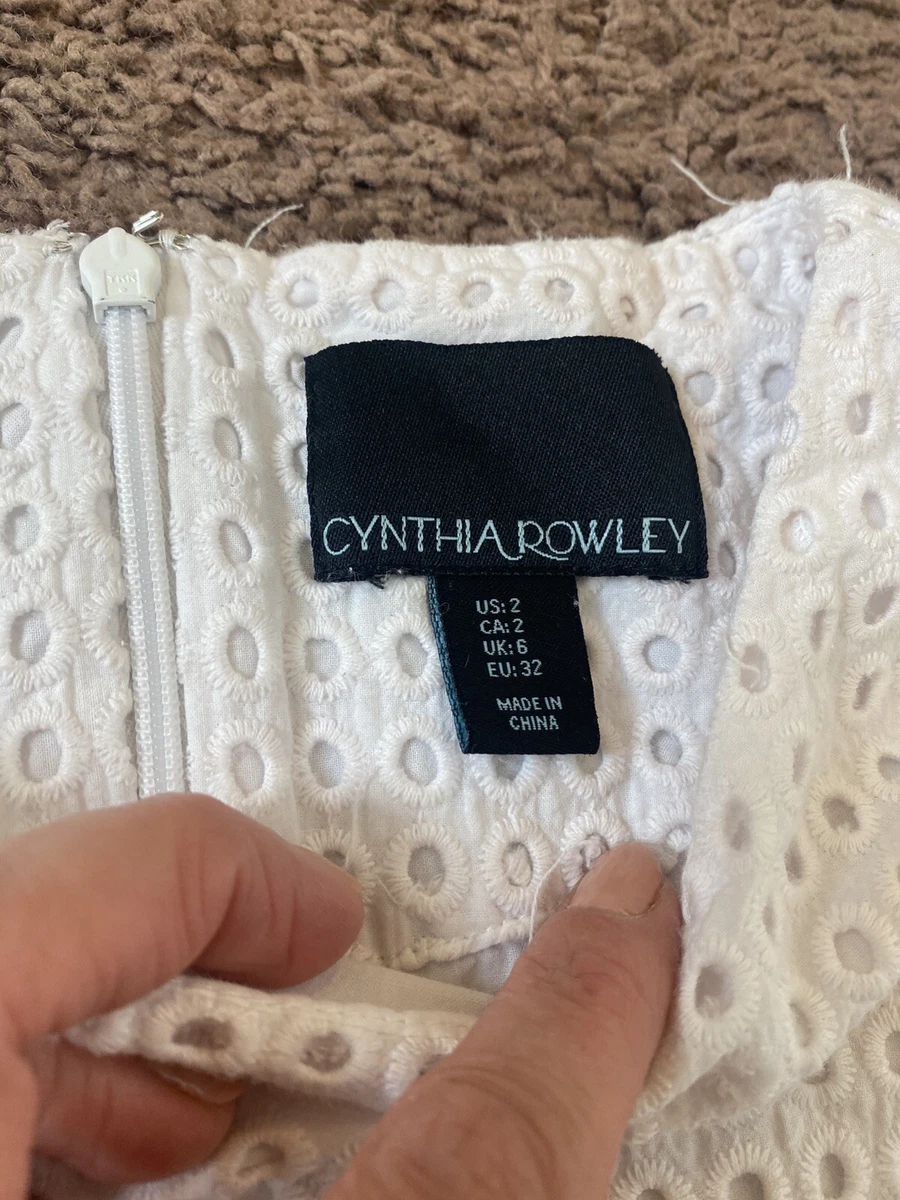 CYNTHIA ROWLEY
US: 2
CA: 2
UK: 6
EU: 32
MADE IN
CHINA